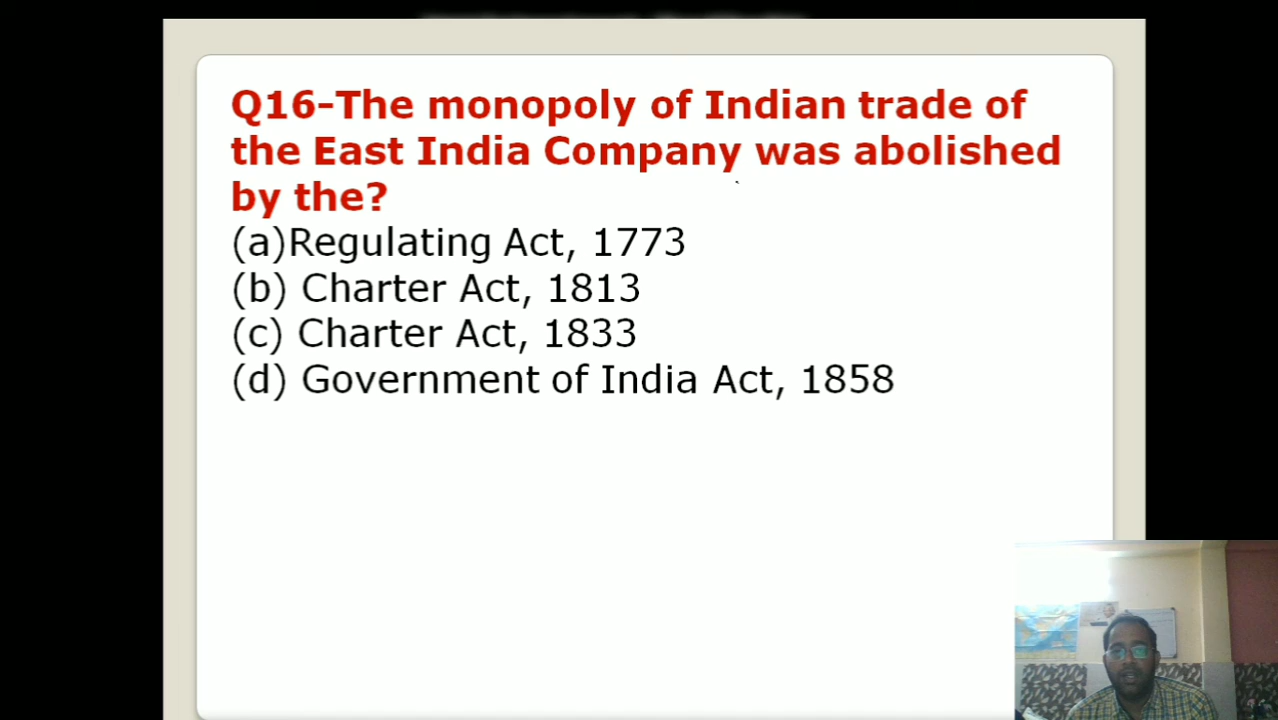 Q16-The monopoly of Indian trade of
the East India Company was abolished
by the?
(a)Regulating Act, 1773
(b) Charter Act, 1813
(c) Charter Act, 1833
(d) Government of India Act, 1858